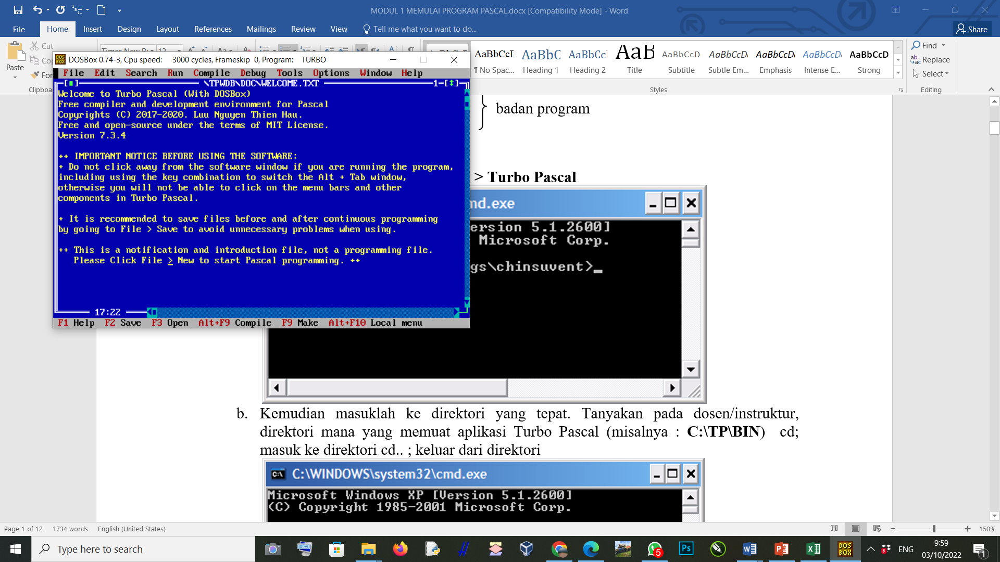 MODUL 1 MEMULAI PROGRAM PASCAL.docx [Compatibility Mode] - Word
File Home Insert Design Layout References Mailings Review View Tell me what you want to do... Share
Paste
Cut
Clipboa
12
Aa
¶ No Spac...
Heading 1
Heading 2
Title
Subtitle
Subtle Em...
Emphasis
Intense E...
Strong
Styles
Find
Replace
Select
Editing
DOSBox 0.74-3, Cpu speed: 3000 cycles, Frameskip 0, Program: TURBO
File Edit Search Run Compile Debug Tools Options Window Help
\TPWDB\DOC\WELCOME.TXT 1
Welcome to Turbo Pascal (With DOSBox)
Free compiler and development environment for Pascal
Copyrights (C) 2017-2020. Luu Nguyen Thien Hau.
Free and open-source under the terms of MIT License.
Version 7.3.4
++ IMPORTANT NOTICE BEFORE USING THE SOFTWARE:
+ Do not click away from the software window if you are running the program,
including using the key combination to switch the Alt + Tab window,
otherwise you will not be able to click on the menu bars and other
components in Turbo Pascal.
+ It is recommended to save files before and after continuous programming
by going to File > Save to avoid unnecessary problems when using.
++ This is a notification and introduction file, not a programming file.
Please Click File > New to start Pascal programming. ++
17:22
F1 Help F2 Save F3 Open Alt+F9 Compile F9 Make Alt+F10 Local menu
badan program
> Turbo Pascal
md.exe
ersion 5.1.2600]
Microsoft Corp.
gs\chinsuvent>_
b. Kemudian masuklah ke direktori yang tepat. Tanyakan pada dosen/instruktur,
direktori mana yang memuat aplikasi Turbo Pascal (misalnya : C:\TP\BIN) cd;
masuk ke direktori cd.. ; keluar dari direktori
C:\WINDOWS\system32\cmd.exe
Microsoft Windows XP [Version 5.1.2600]
(C) Copyright 1985-2001 Microsoft Corp.
Page 1 of 12 1734 words English (United States) 150%
Type here to search
5
Ps
DOS BOX
3
ENG
9:59
03/10/2022
1